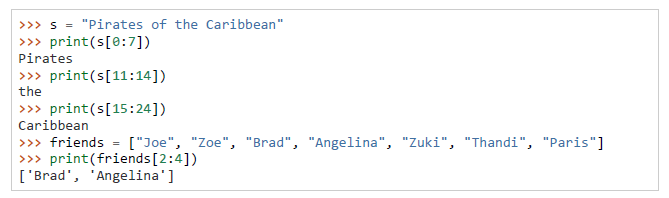 >>> s = "Pirates of the Caribbean"
>>> print(s[0:7])
Pirates
>>> print(s[11:14])
the
>>> print(s[15:24])
Caribbean
>>> friends = ["Joe", "Zoe", "Brad", "Angelina", "Zuki", "Thandi", "Paris"]
>>> print(friends[2:4])
['Brad', 'Angelina']